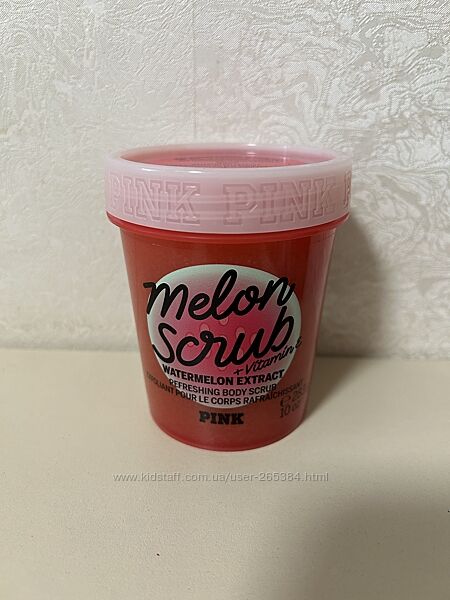 PINK PINK
melon
Scrub
+ Vitamin E
WATERMELON EXTRACT
REFRESHING BODY SCRUB
EXFOLIANT POUR LE CORPS RAFRAÎCHISSANT
PINK
10 oz
www.kidstaff.com.ua/user-265384.html